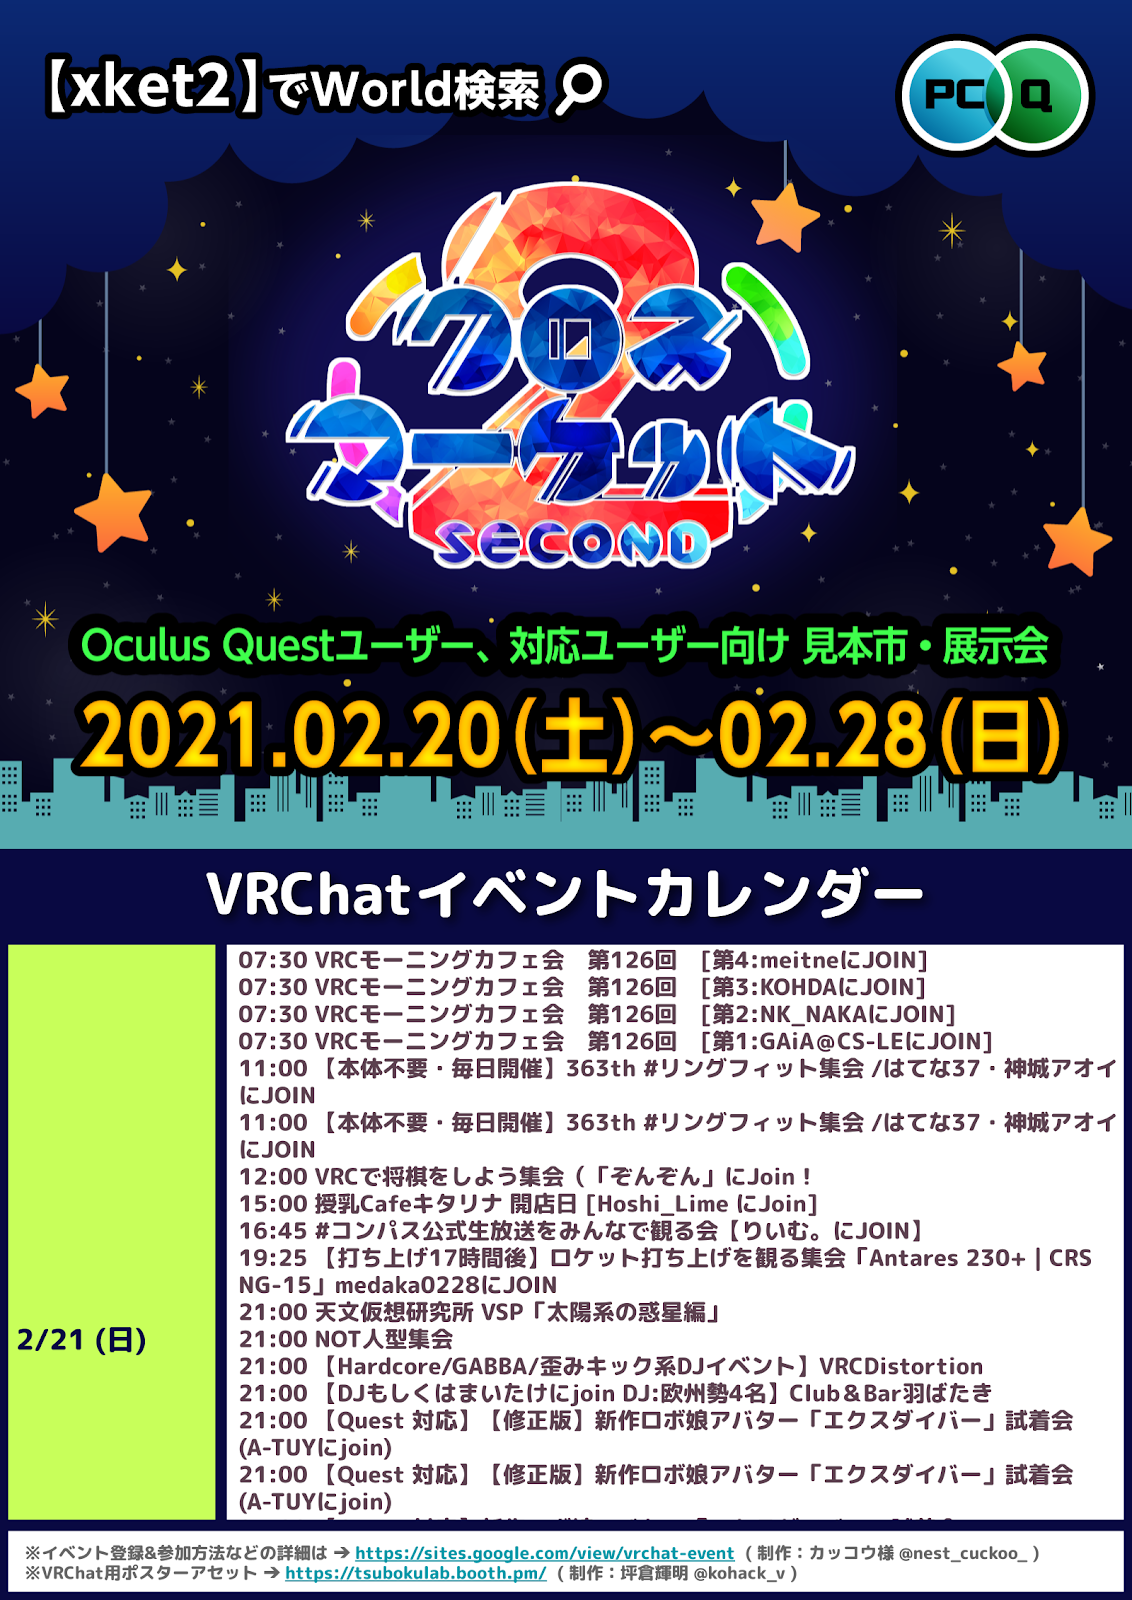 【xket2】でWorld検索
PC Q
2
クロス
マーケット
SECOND
Oculus Questユーザー、対応ユーザー向け 見本市・展示会
2021.02.20(土)～02.28(日)
VRChatイベントカレンダー
2/21 (日)
07:30 VRCモーニングカフェ会　第126回　[第4:meitneにJOIN]
07:30 VRCモーニングカフェ会　第126回　[第3:KOHDAにJOIN]
07:30 VRCモーニングカフェ会　第126回　[第2:NK_NAKAにJOIN]
07:30 VRCモーニングカフェ会　第126回　[第1:GAiA@CS-LEにJOIN]
11:00 【本体不要・毎日開催】363th #リングフィット集会 /はてな37・神城アオイ
にJOIN
11:00 【本体不要・毎日開催】363th #リングフィット集会 /はてな37・神城アオイ
にJOIN
12:00 VRCで将棋をしよう集会（「ぞんぞん」にJoin！
15:00 授乳Cafeキタリナ 開店日 [Hoshi_Lime にJoin]
16:45 #コンパス公式生放送をみんなで観る会【りいむ。にJOIN】
19:25 【打ち上げ17時間後】ロケット打ち上げを観る集会「Antares 230+ | CRS
NG-15」medaka0228にJOIN
21:00 天文仮想研究所 VSP「太陽系の惑星編」
21:00 NOT人型集会
21:00 【Hardcore/GABBA/歪みキック系DJイベント】VRCDistortion
21:00 【DJもしくはまいたけにjoin DJ:欧州勢4名】Club＆Bar羽ばたき
21:00 【Quest 対応】【修正版】新作ロボ娘アバター「エクスダイバー」試着会
(A-TUYにjoin)
21:00 【Quest 対応】【修正版】新作ロボ娘アバター「エクスダイバー」試着会
(A-TUYにjoin)
※イベント登録&参加方法などの詳細は ➔ https://sites.google.com/view/vrchat-event ( 制作：カッコウ様 @nest_cuckoo_ )
※VRChat用ポスターアセット ➔ https://tsubokulab.booth.pm/ ( 制作：坪倉輝明 @kohack_v )